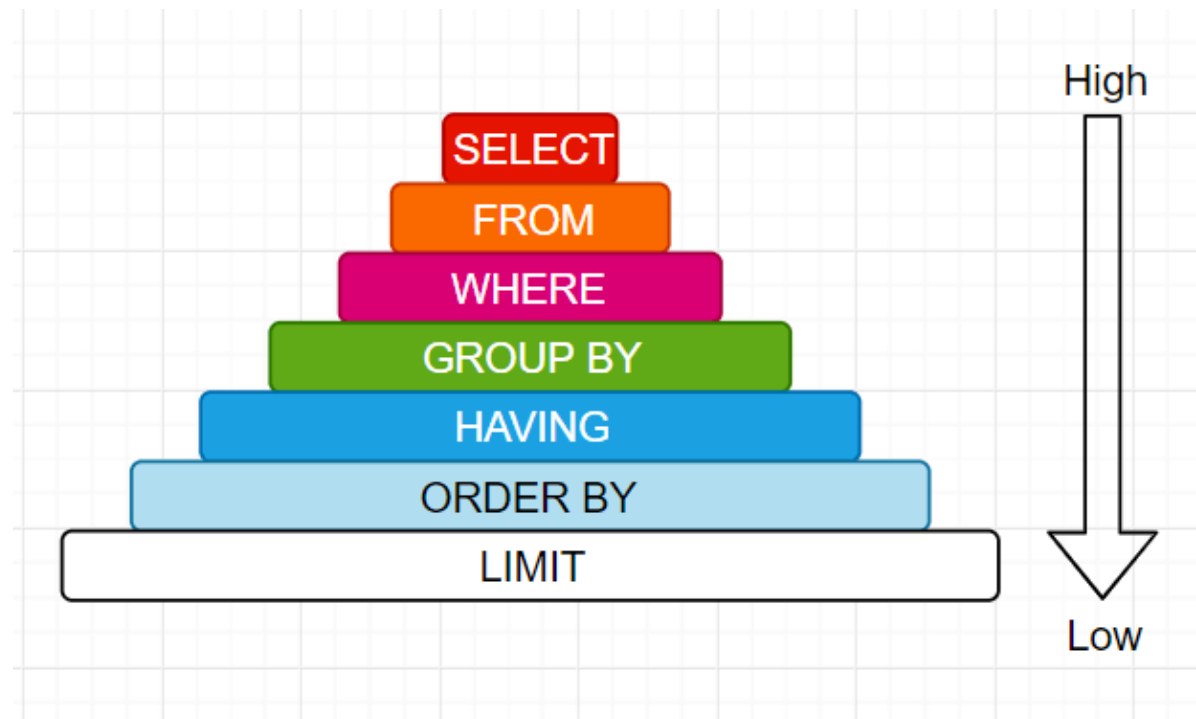 High
SELECT
FROM
WHERE
GROUP BY
HAVING
ORDER BY
LIMIT
Low